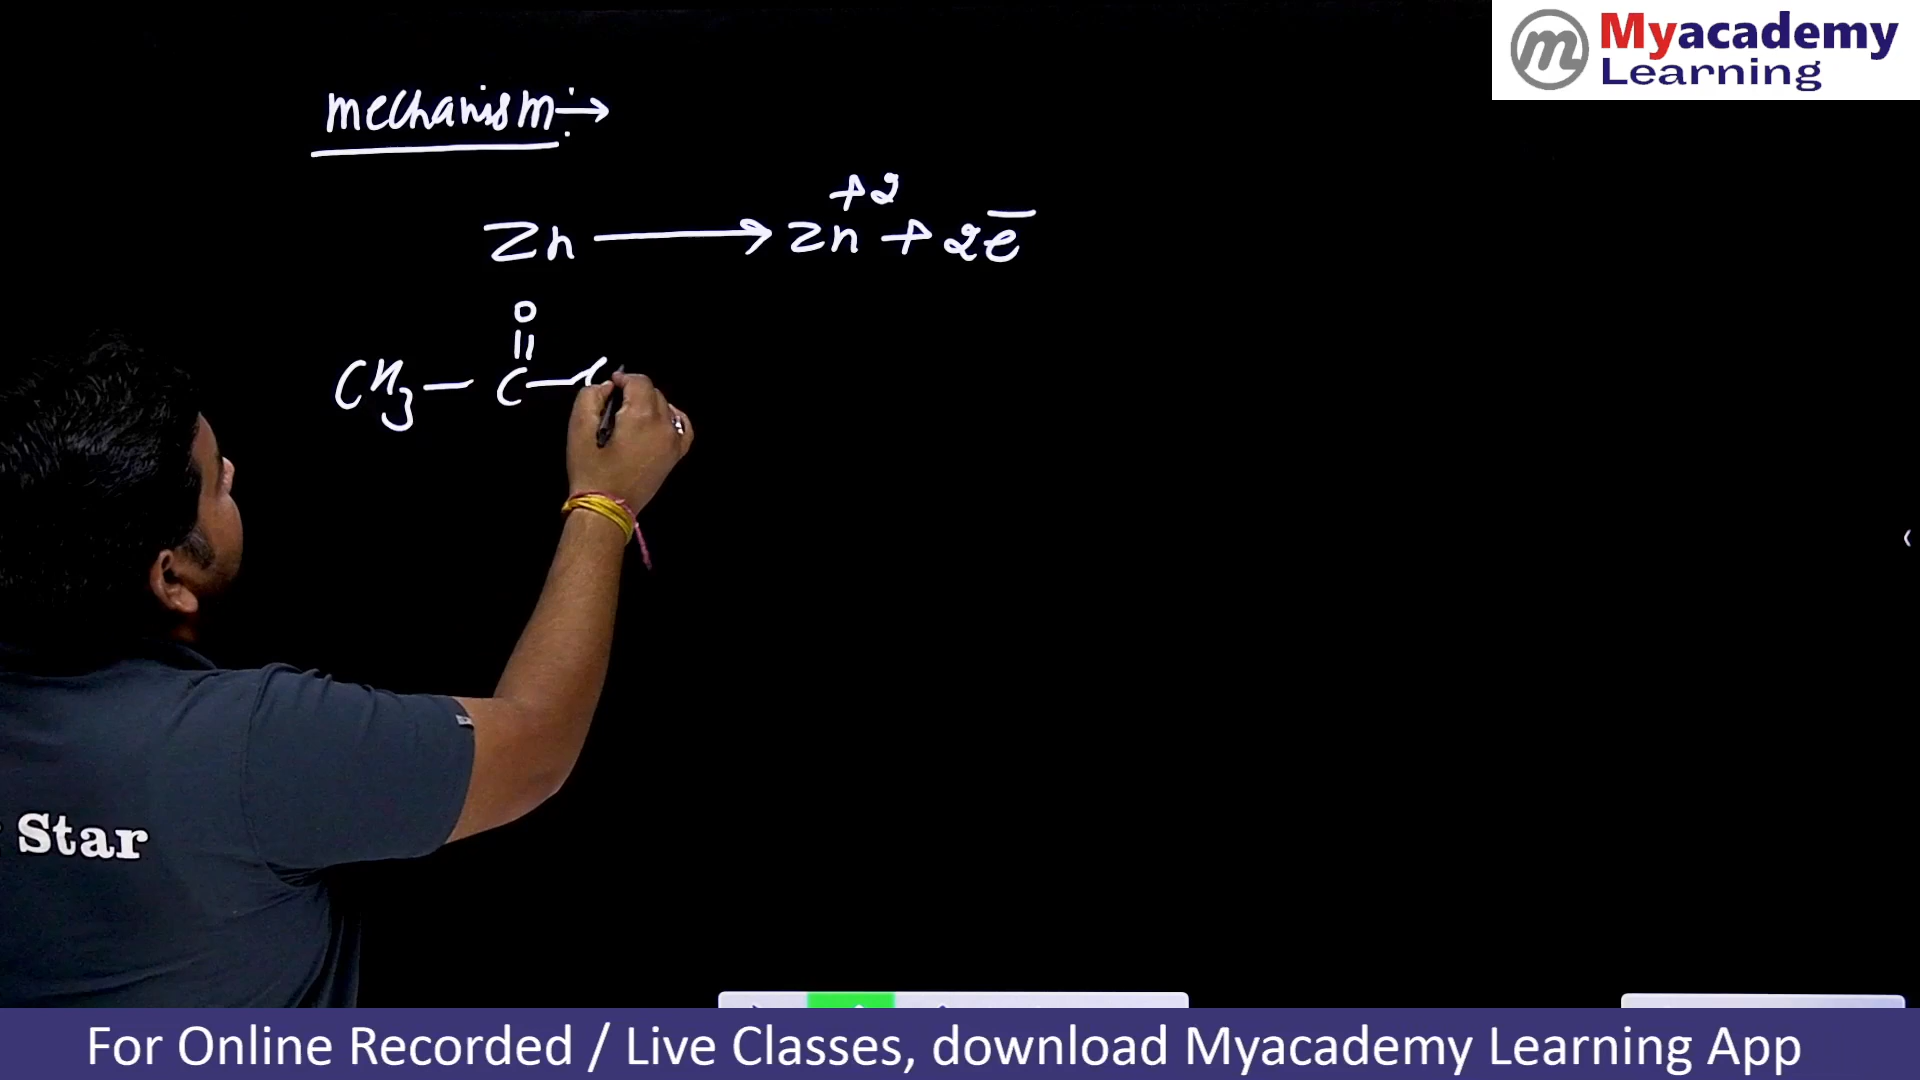 Myacademy
Learning
Mechanism:→
+2
Zn ⟶ Zn + 2e̅
O
||
CH3 — C — C
Star
For Online Recorded / Live Classes, download Myacademy Learning App